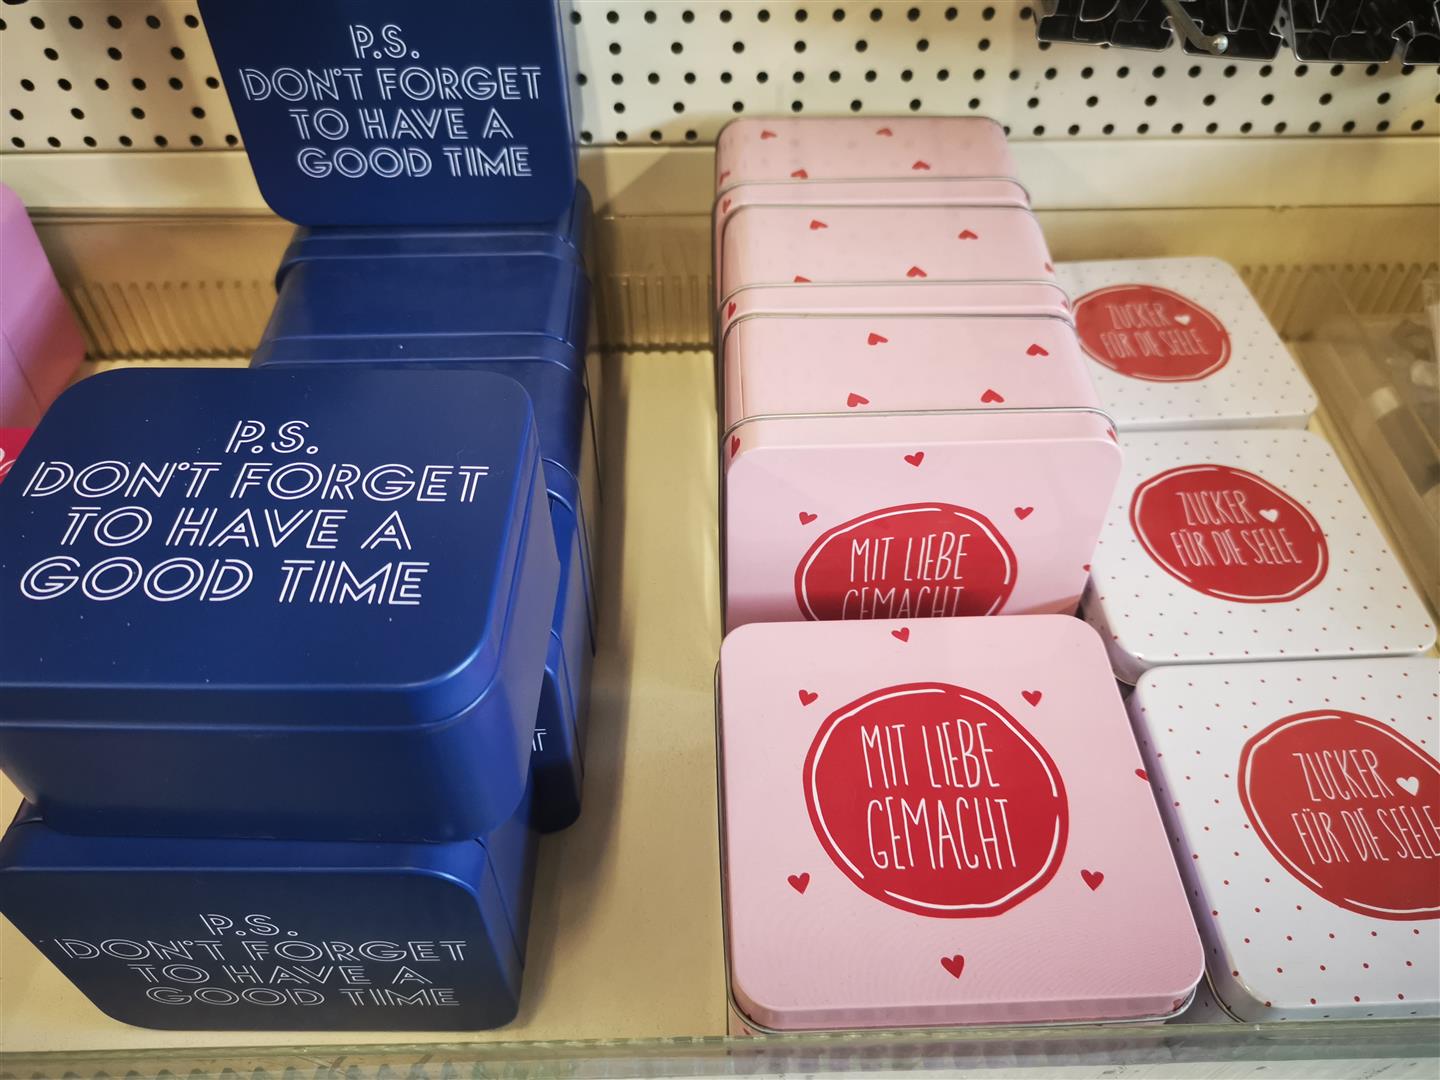 P.S.
DON'T FORGET
TO HAVE A
GOOD TIME
P.S.
DON'T FORGET
TO HAVE A
GOOD TIME
P.S.
DON'T FORGET
TO HAVE A
GOOD TIME
MIT LIEBE
GEMACHT
MIT LIEBE
GEMACHT
ZUCKER
FÜR DIE SEELE
ZUCKER
FÜR DIE SEELE
ZUCKER
FÜR DIE SEELE